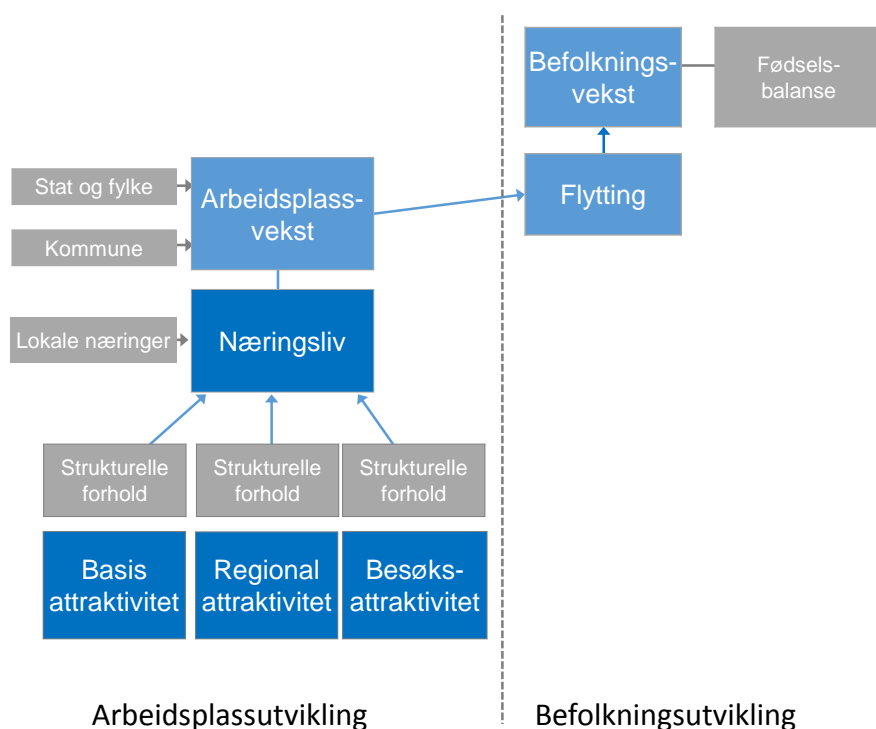 Befolknings-
vekst
Fødsels-
balanse
Stat og fylke
Kommune
Arbeidsplass-
vekst
Flytting
Lokale næringer
Næringsliv
Strukturelle
forhold
Strukturelle
forhold
Strukturelle
forhold
Basis
attraktivitet
Regional
attraktivitet
Besøks-
attraktivitet
Arbeidsplassutvikling
Befolkningsutvikling